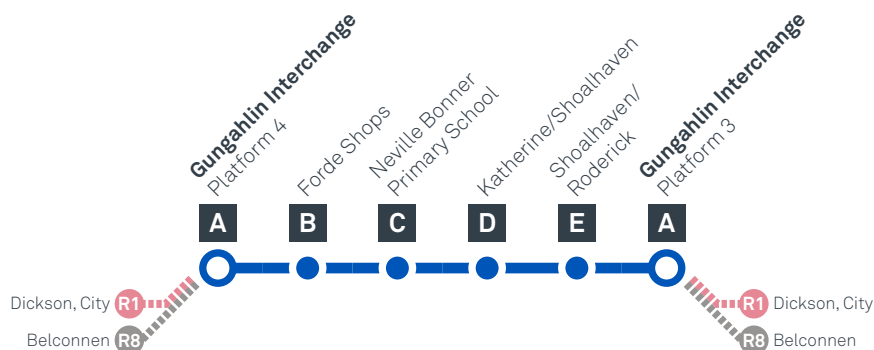 Gungahlin Interchange
Platform 4
Forde Shops
Neville Bonner
Primary School
Katherine/Shoalhaven
Shoalhaven/
Roderick
Gungahlin Interchange
Platform 3
A
B
C
D
E
A
Dickson, City R1
R1 Dickson, City
Belconnen R8
R8 Belconnen